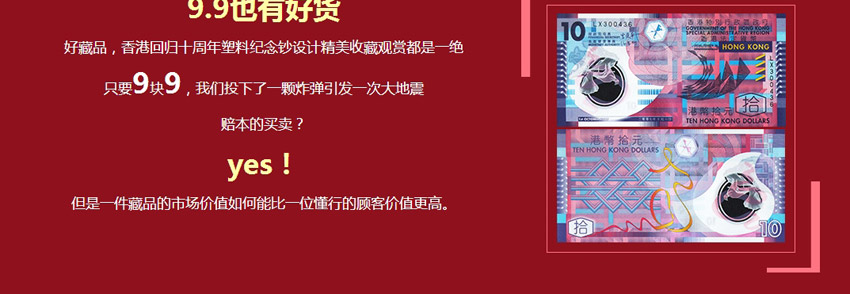 9.9也有好货
好藏品，香港回归十周年塑料纪念钞设计精美收藏观赏都是一绝
只要9块9，我们投下了一颗炸弹引发一次大地震
赔本的买卖？
yes！
但是一件藏品的市场价值如何能比一位懂行的顾客价值更高。
10
LX300436
香港特別行政區政府
GOVERNMENT OF THE HONG KONG
SPECIAL ADMINISTRATIVE REGION
HONG KONG
LX300436
港幣拾元
TEN HONG KONG DOLLARS
拾
港幣拾元
TEN HONG KONG DOLLARS
拾
10